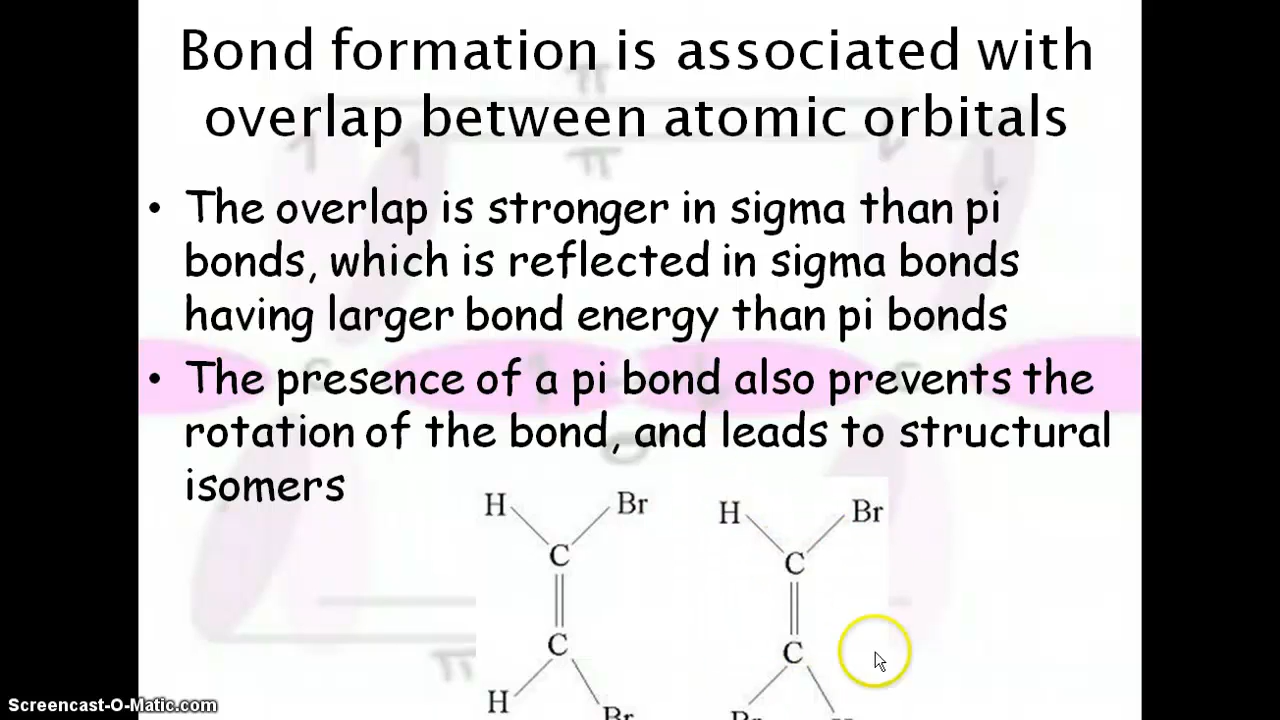 Bond formation is associated with
overlap between atomic orbitals
• The overlap is stronger in sigma than pi
bonds, which is reflected in sigma bonds
having larger bond energy than pi bonds
• The presence of a pi bond also prevents the
rotation of the bond, and leads to structural
isomers
H Br H Br
C C
C C
H Br Br H
π
π
π
Screencast-O-Matic.com